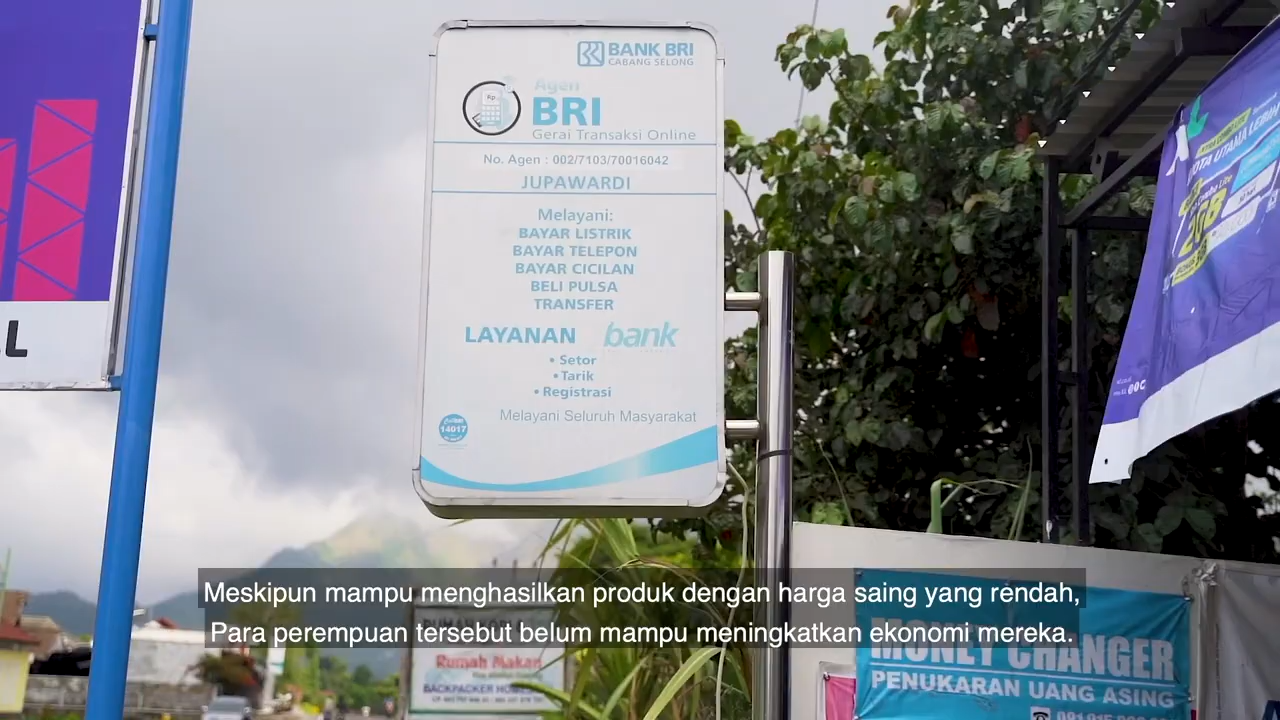 BANK BRI
CABANG SELONG
Agen
BRI
Gerai Transaksi Online
No. Agen : 002/7103/70016042
JUPAWARDI
Melayani:
BAYAR LISTRIK
BAYAR TELEPON
BAYAR CICILAN
BELI PULSA
TRANSFER
LAYANAN bank
• Setor
• Tarik
• Registrasi
Melayani Seluruh Masyarakat
14017
Meskipun mampu menghasilkan produk dengan harga saing yang rendah,
Para perempuan tersebut belum mampu meningkatkan ekonomi mereka.
Rumah Makan
BACKPACKER
MONEY CHANGER
PENUKARAN UANG ASING